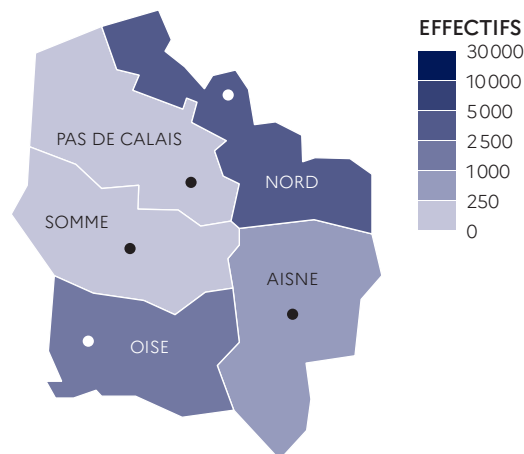 EFFECTIFS
30 000
10 000
5 000
2 500
1 000
250
0
PAS DE CALAIS
NORD
SOMME
AISNE
OISE